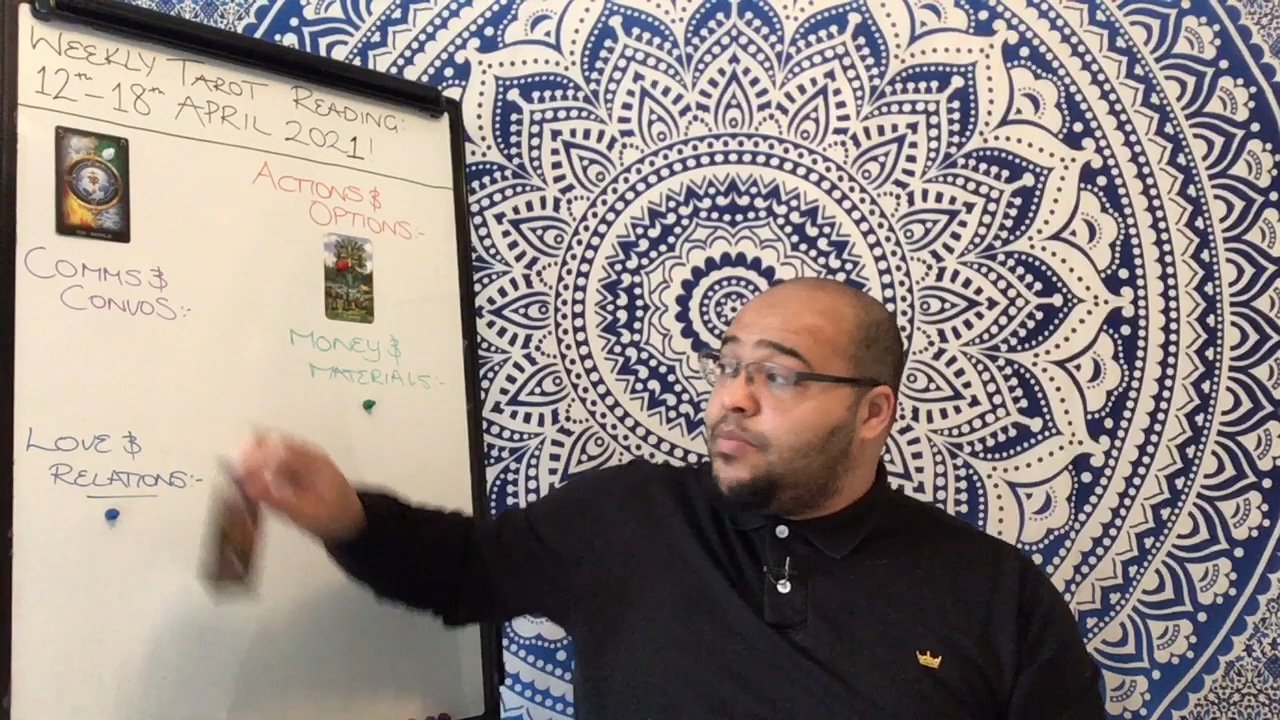 WEEKLY TAROT READING:
12th - 18th APRIL 2021!
ACTIONS &
OPTIONS:-
COMMS &
CONVOS:-
MONEY &
MATERIALS:-
LOVE &
RELATIONS:-